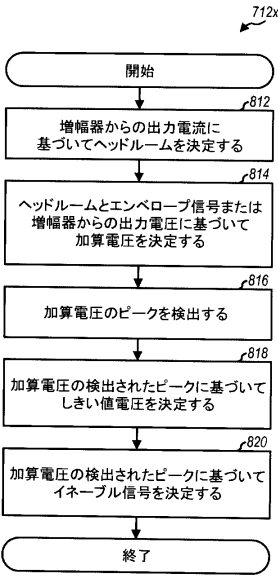 712x
開始
812
増幅器からの出力電流に
基づいてヘッドルームを決定する
814
ヘッドルームとエンベロープ信号または
増幅器からの出力電圧に基づいて
加算電圧を決定する
816
加算電圧のピークを検出する
818
加算電圧の検出されたピークに基づいて
しきい値電圧を決定する
820
加算電圧の検出されたピークに基づいて
イネーブル信号を決定する
終了